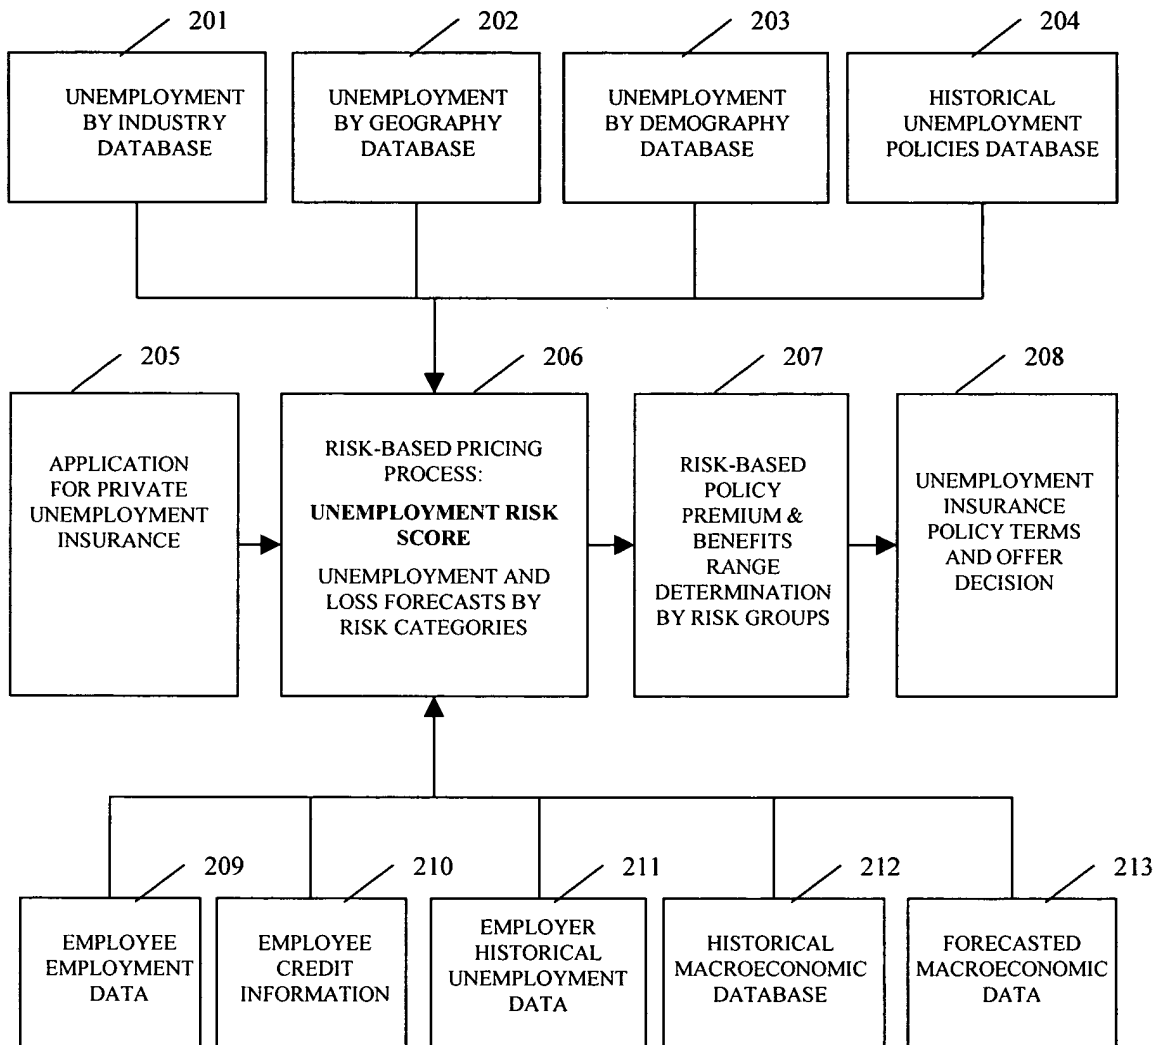 201
202
203
204
UNEMPLOYMENT
BY INDUSTRY
DATABASE
UNEMPLOYMENT
BY GEOGRAPHY
DATABASE
UNEMPLOYMENT
BY DEMOGRAPHY
DATABASE
HISTORICAL
UNEMPLOYMENT
POLICIES DATABASE
205
206
207
208
APPLICATION
FOR PRIVATE
UNEMPLOYMENT
INSURANCE
RISK-BASED PRICING
PROCESS:
UNEMPLOYMENT RISK
SCORE
UNEMPLOYMENT AND
LOSS FORECASTS BY
RISK CATEGORIES
RISK-BASED
POLICY
PREMIUM &
BENEFITS
RANGE
DETERMINATION
BY RISK GROUPS
UNEMPLOYMENT
INSURANCE
POLICY TERMS
AND OFFER
DECISION
209
210
211
212
213
EMPLOYEE
EMPLOYMENT
DATA
EMPLOYEE
CREDIT
INFORMATION
EMPLOYER
HISTORICAL
UNEMPLOYMENT
DATA
HISTORICAL
MACROECONOMIC
DATABASE
FORECASTED
MACROECONOMIC
DATA